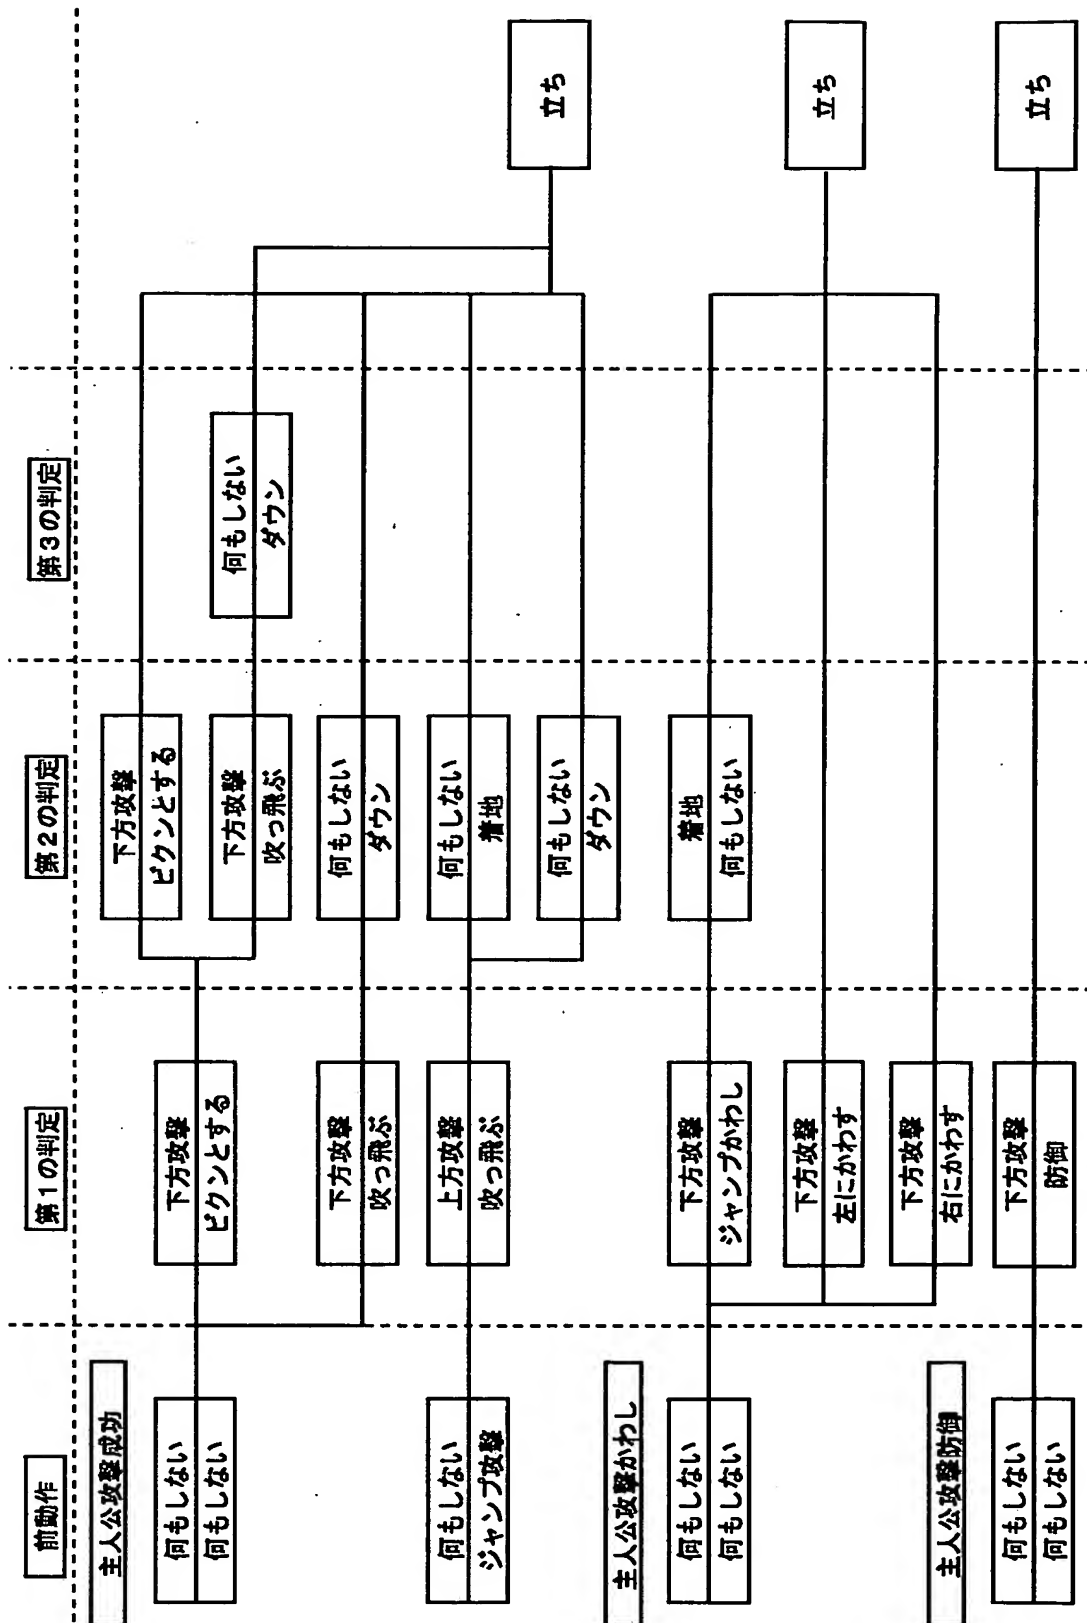 前動作
第1の判定
第2の判定
第3の判定
主人公攻撃成功
何もしない
何もしない
下方攻撃
ビクンとする
下方攻撃
ビクンとする
下方攻撃
吹っ飛ぶ
何もしない
ダウン
下方攻撃
吹っ飛ぶ
何もしない
ダウン
何もしない
ジャンプ攻撃
上方攻撃
吹っ飛ぶ
何もしない
着地
何もしない
ダウン
立ち
主人公攻撃かわし
何もしない
何もしない
下方攻撃
ジャンプかわし
着地
何もしない
下方攻撃
左にかわす
立ち
下方攻撃
右にかわす
主人公攻撃防御
何もしない
何もしない
下方攻撃
防御
立ち